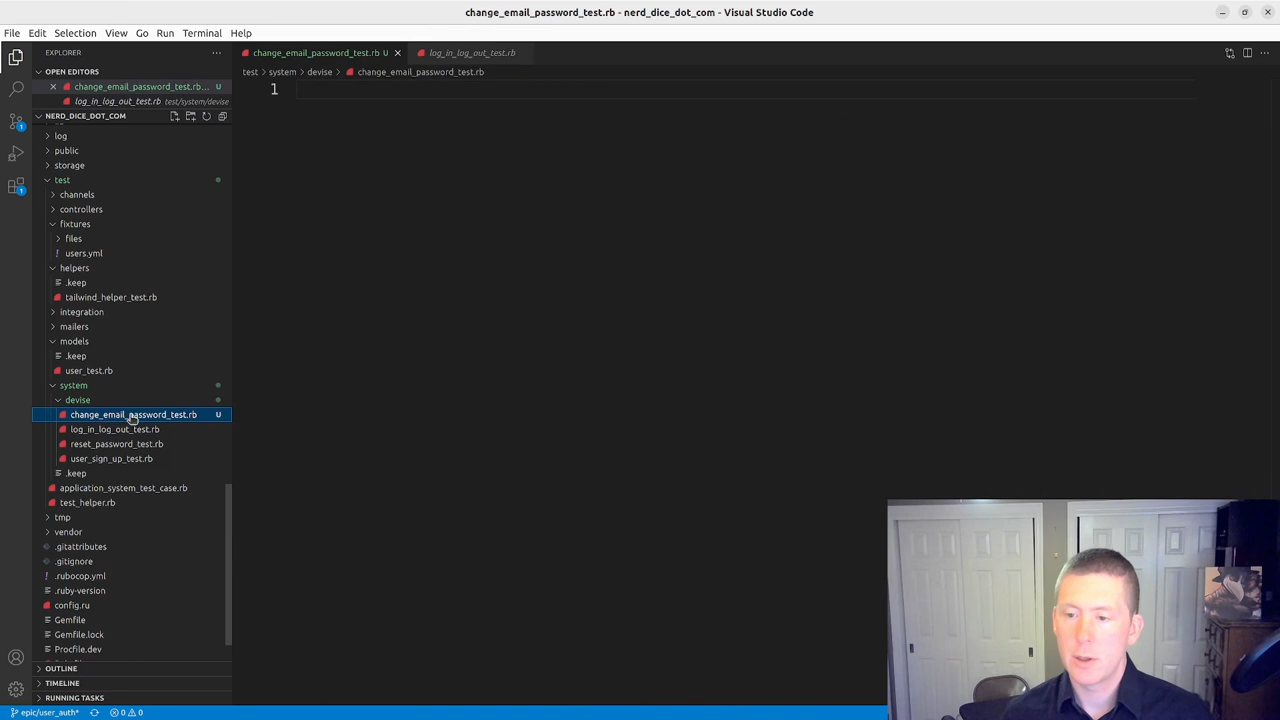 change_email_password_test.rb - nerd_dice_dot_com - Visual Studio Code
File Edit Selection View Go Run Terminal Help
EXPLORER
change_email_password_test.rb U
log_in_log_out_test.rb
OPEN EDITORS
test > system > devise > change_email_password_test.rb
change_email_password_test.rb... U
1
log_in_log_out_test.rb test/system/devise
NERD_DICE_DOT_COM
log
public
storage
test
channels
controllers
fixtures
files
users.yml
helpers
.keep
tailwind_helper_test.rb
integration
mailers
models
.keep
user_test.rb
system
devise
change_email_password_test.rb U
log_in_log_out_test.rb
reset_password_test.rb
user_sign_up_test.rb
.keep
application_system_test_case.rb
test_helper.rb
tmp
vendor
.gitattributes
.gitignore
.rubocop.yml
.ruby-version
config.ru
Gemfile
Gemfile.lock
Procfile.dev
OUTLINE
TIMELINE
RUNNING TASKS
epic/user_auth* 0 0